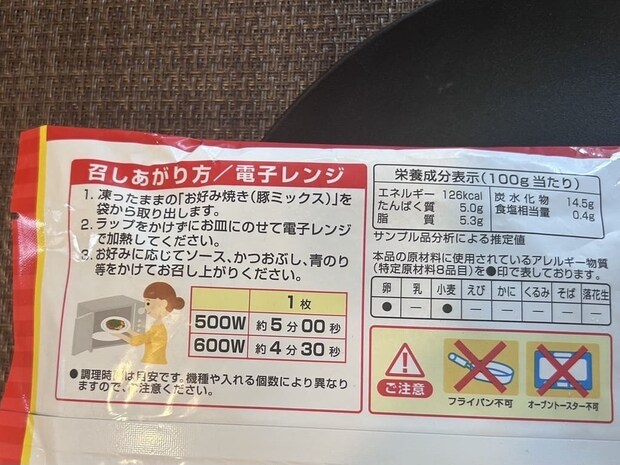 召しあがり方／電子レンジ
1. 凍ったままの「お好み焼き(豚ミックス)」を
袋から取り出します。
2. ラップをかけずにお皿にのせて電子レンジ
で加熱してください。
3. お好みに応じてソース、かつおぶし、青のり
等をかけてお召し上がりください。
1枚
500W 約5分00秒
600W 約4分30秒
●調理時 は目安です。機種や入れる個数により異なり
ますので、ご注意ください。
栄養成分表示(100g当たり)
エネルギー 126kcal 炭水化物 14.5g
たんぱく質 5.0g 食塩相当量 0.4g
脂質 5.3g
サンプル品分析による推定値
本品の原材料に使用されているアレルギー物質
(特定原材料8品目)を●印で表しております。
卵 乳 小麦 えび かに くるみ そば 落花生
● ー ● ー ー ー ー ー
ご注意
フライパン不可
オーブントースター不可